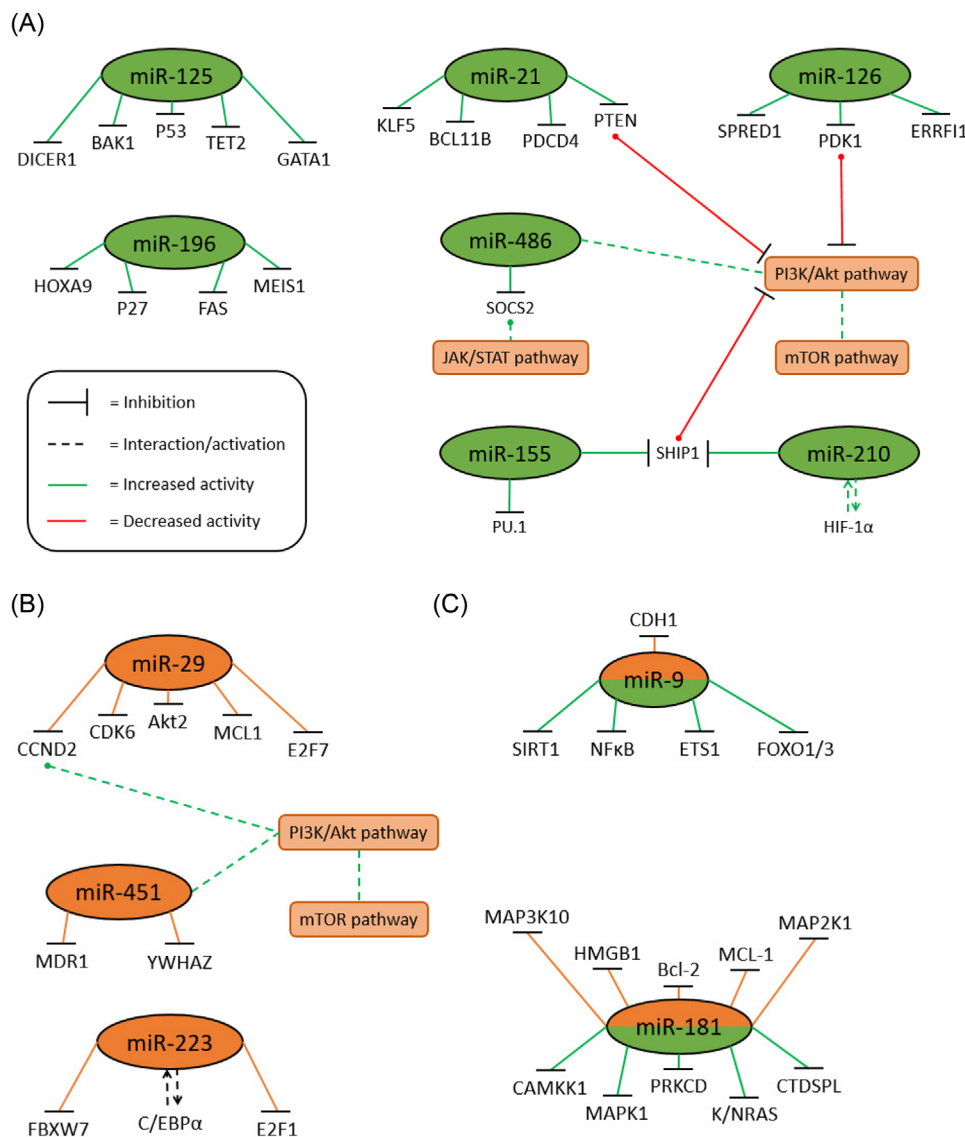 (A)
miR-125
DICER1
BAK1
P53
TET2
GATA1
miR-21
KLF5
BCL11B
PDCD4
PTEN
miR-126
SPRED1
PDK1
ERRFI1
miR-196
HOXA9
P27
FAS
MEIS1
miR-486
SOCS2
JAK/STAT pathway
PI3K/Akt pathway
mTOR pathway
= Inhibition
= Interaction/activation
= Increased activity
= Decreased activity
miR-155
SHIP1
miR-210
PU.1
HIF-1α
(B)
miR-29
CCND2
CDK6
Akt2
MCL1
E2F7
PI3K/Akt pathway
miR-451
mTOR pathway
MDR1
YWHAZ
miR-223
FBXW7
C/EBPα
E2F1
(C)
CDH1
miR-9
SIRT1
NFκB
ETS1
FOXO1/3
MAP3K10
HMGB1
Bcl-2
MCL-1
MAP2K1
miR-181
CAMKK1
MAPK1
PRKCD
K/NRAS
CTDSPL